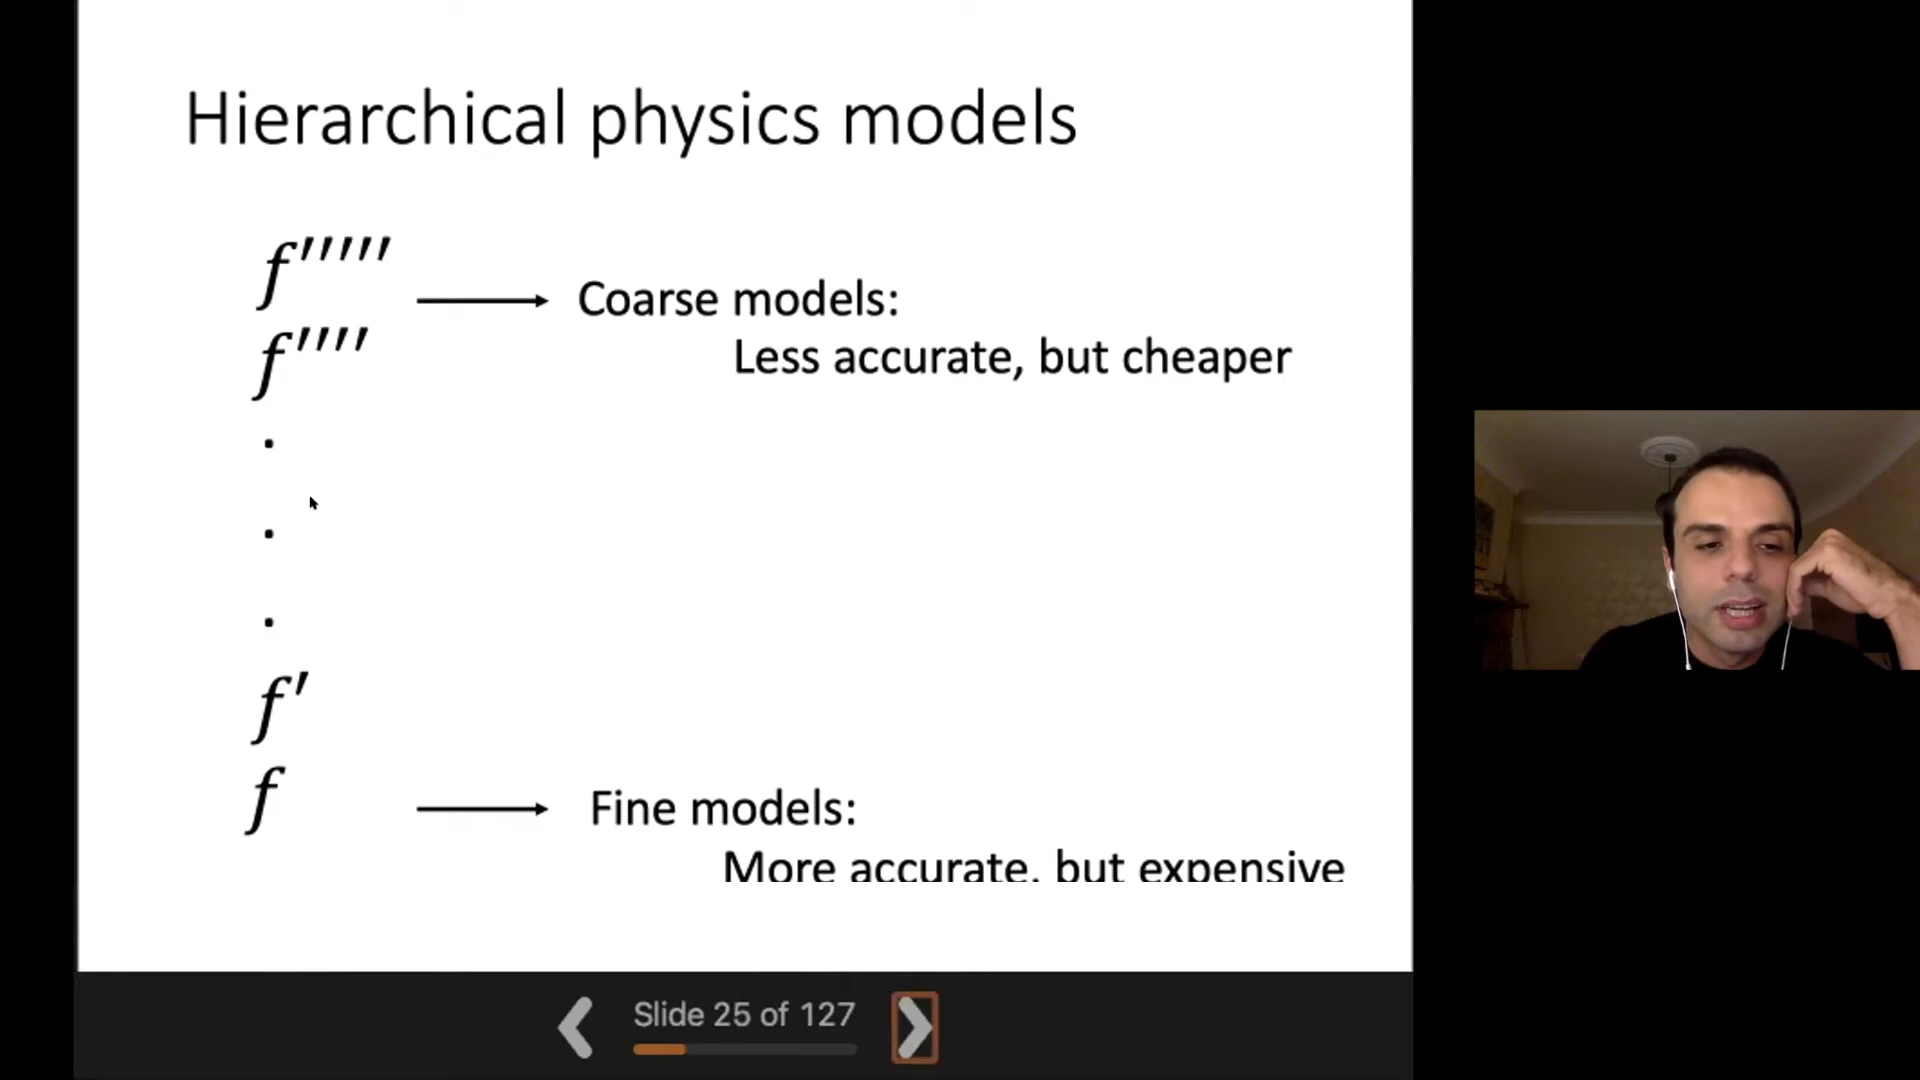 Hierarchical physics models
f′′′′′
Coarse models:
f′′′′
Less accurate, but cheaper
.
.
.
f′
f
Fine models:
More accurate, but expensive
Slide 25 of 127